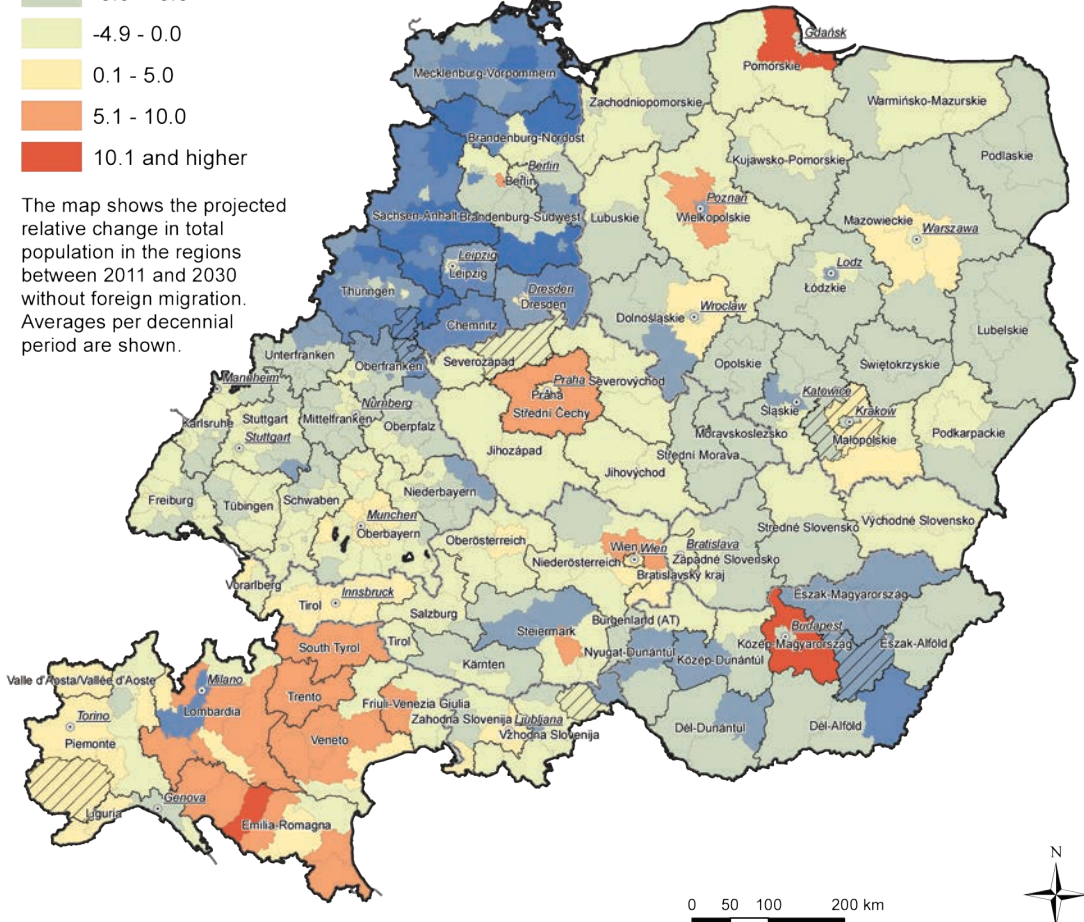 -4.9 - 0.0
0.1 - 5.0
5.1 - 10.0
10.1 and higher
The map shows the projected
relative change in total
population in the regions
between 2011 and 2030
without foreign migration.
Averages per decennial
period are shown.
Gdańsk
Pomorskie
Mecklenburg-Vorpommern
Zachodniopomorskie
Warmińsko-Mazurskie
Brandenburg-Nordost
Kujawsko-Pomorskie
Podlaskie
Berlin
Berlin
Poznań
Wielkopolskie
Sachsen-Anhalt
Brandenburg-Südwest
Lubuskie
Mazowieckie
Warszawa
Leipzig
Leipzig
Lodz
Łódzkie
Thüringen
Dresden
Dresden
Wrocław
Dolnośląskie
Chemnitz
Lubelskie
Unterfranken
Oberfranken
Severozápad
Opolskie
Świętokrzyskie
Mannheim
Praha
Praha
Severovýchod
Katowice
Śląskie
Kraków
Małopolskie
Nürnberg
Střední Čechy
Karlsruhe
Stuttgart
Mittelfranken
Oberpfalz
Stuttgart
Moravskoslezsko
Podkarpackie
Jihozápad
Střední Morava
Jihovýchod
Freiburg
Tübingen
Schwaben
Niederbayern
Munchen
Oberbayern
Oberösterreich
Stredné Slovensko
Východné Slovensko
Wien
Wien
Bratislava
Niederösterreich
Západné Slovensko
Bratislavský kraj
Vorarlberg
Innsbruck
Tirol
Salzburg
Burgenland (AT)
Észak-Magyarország
Steiermark
Budapest
South Tyrol
Tirol
Nyugat-Dunántúl
Közép-Magyarország
Észak-Alföld
Közép-Dunántúl
Kärnten
Valle d'Aosta/Vallée d'Aoste
Milano
Trento
Lombardia
Friuli-Venezia Giulia
Torino
Zahodna Slovenija
Ljubljana
Vzhodna Slovenija
Dél-Dunántúl
Dél-Alföld
Piemonte
Veneto
Genova
Liguria
Emilia-Romagna
N
0 50 100 200 km